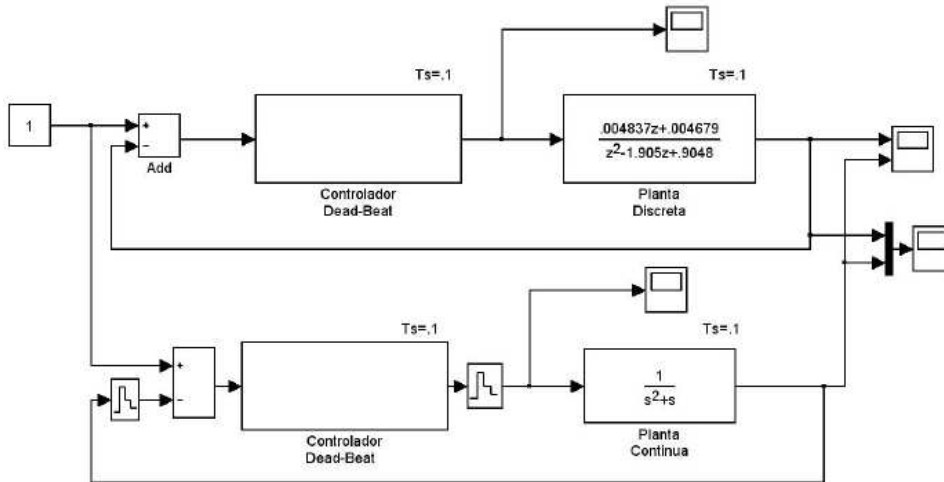 Ts=.1
Ts=.1
1
+
−
Add
.004837z+.004679
z²-1.905z+.9048
Controlador
Dead-Beat
Planta
Discreta
Ts=.1
Ts=.1
+
−
1
s²+s
Controlador
Dead-Beat
Planta
Continua